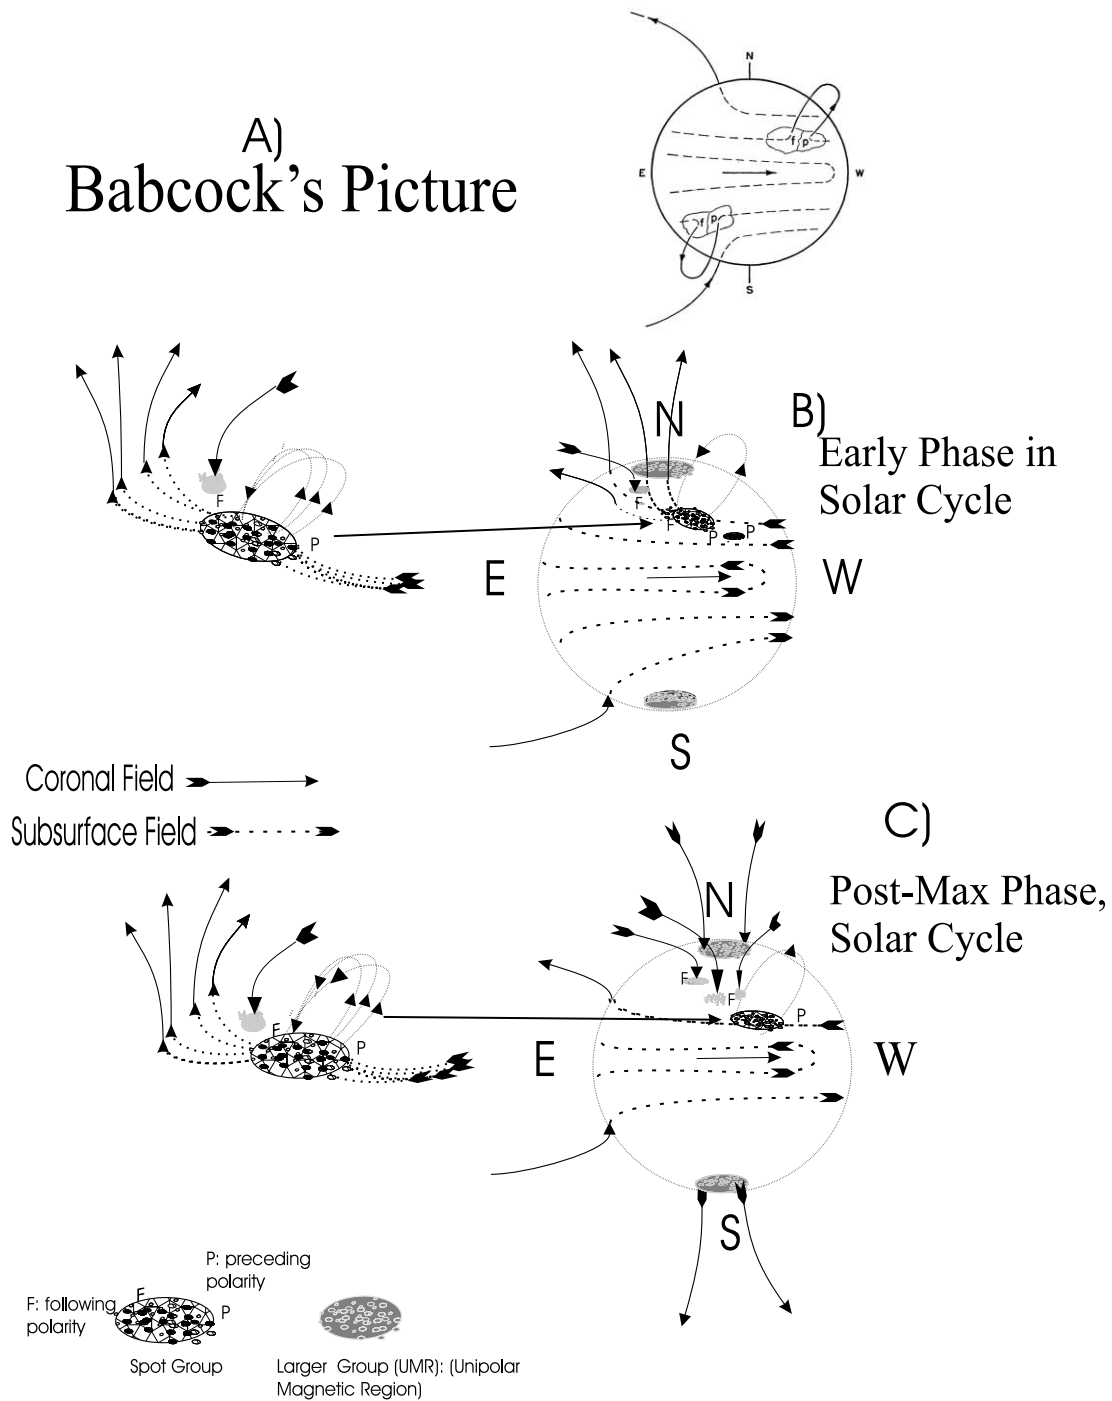 A)
Babcock's Picture
N
E
W
S
f
p
f
p
B)
Early Phase in
Solar Cycle
N
F
F
P
P
F
P
E
W
S
Coronal Field
Subsurface Field
C)
Post-Max Phase,
Solar Cycle
N
F
F
P
F
P
E
W
S
P: preceding
polarity
F: following
polarity
F
P
Spot Group
Larger Group (UMR): (Unipolar
Magnetic Region)